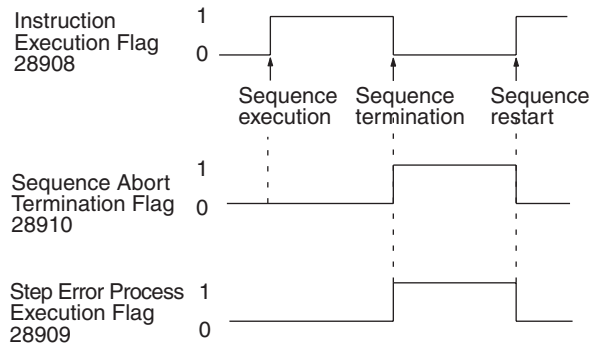 Instruction
Execution Flag
28908
1
0
Sequence
execution
Sequence
termination
Sequence
restart
Sequence Abort
Termination Flag
28910
1
0
Step Error Process
Execution Flag
28909
1
0